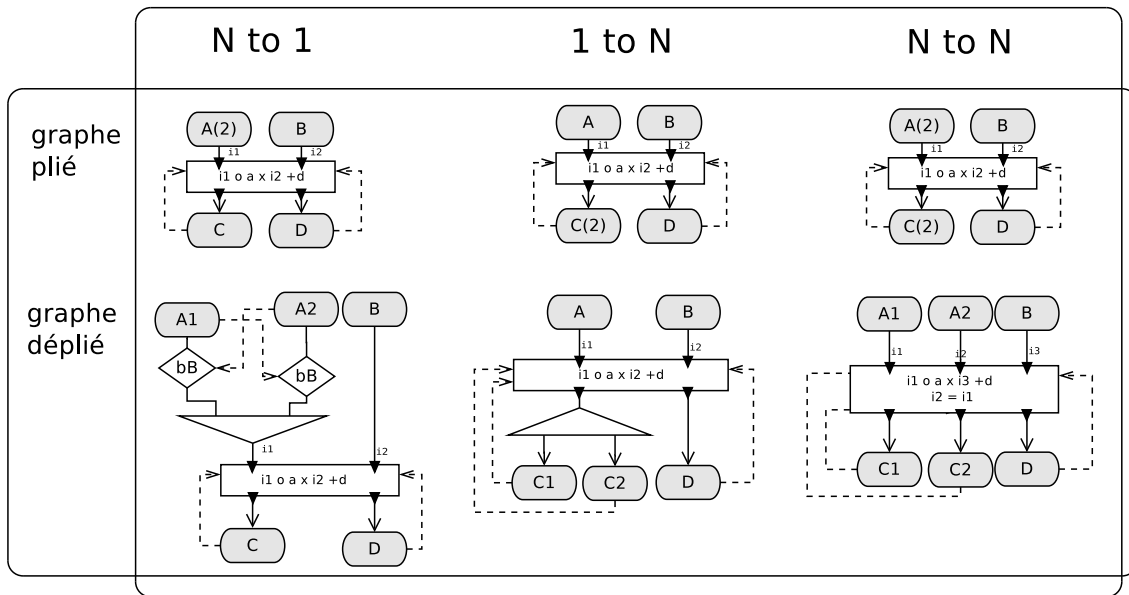 N to 1
1 to N
N to N
graphe
plié
A(2)
B
i1
i2
i1 o a x i2 +d
C
D
A
B
i1
i2
i1 o a x i2 +d
C(2)
D
A(2)
B
i1
i2
i1 o a x i2 +d
C(2)
D
graphe
déplié
A1
A2
B
bB
bB
i1
i2
i1 o a x i2 +d
C
D
A
B
i1
i2
i1 o a x i2 +d
C1
C2
D
A1
A2
B
i1
i2
i3
i1 o a x i3 +d
i2 = i1
C1
C2
D